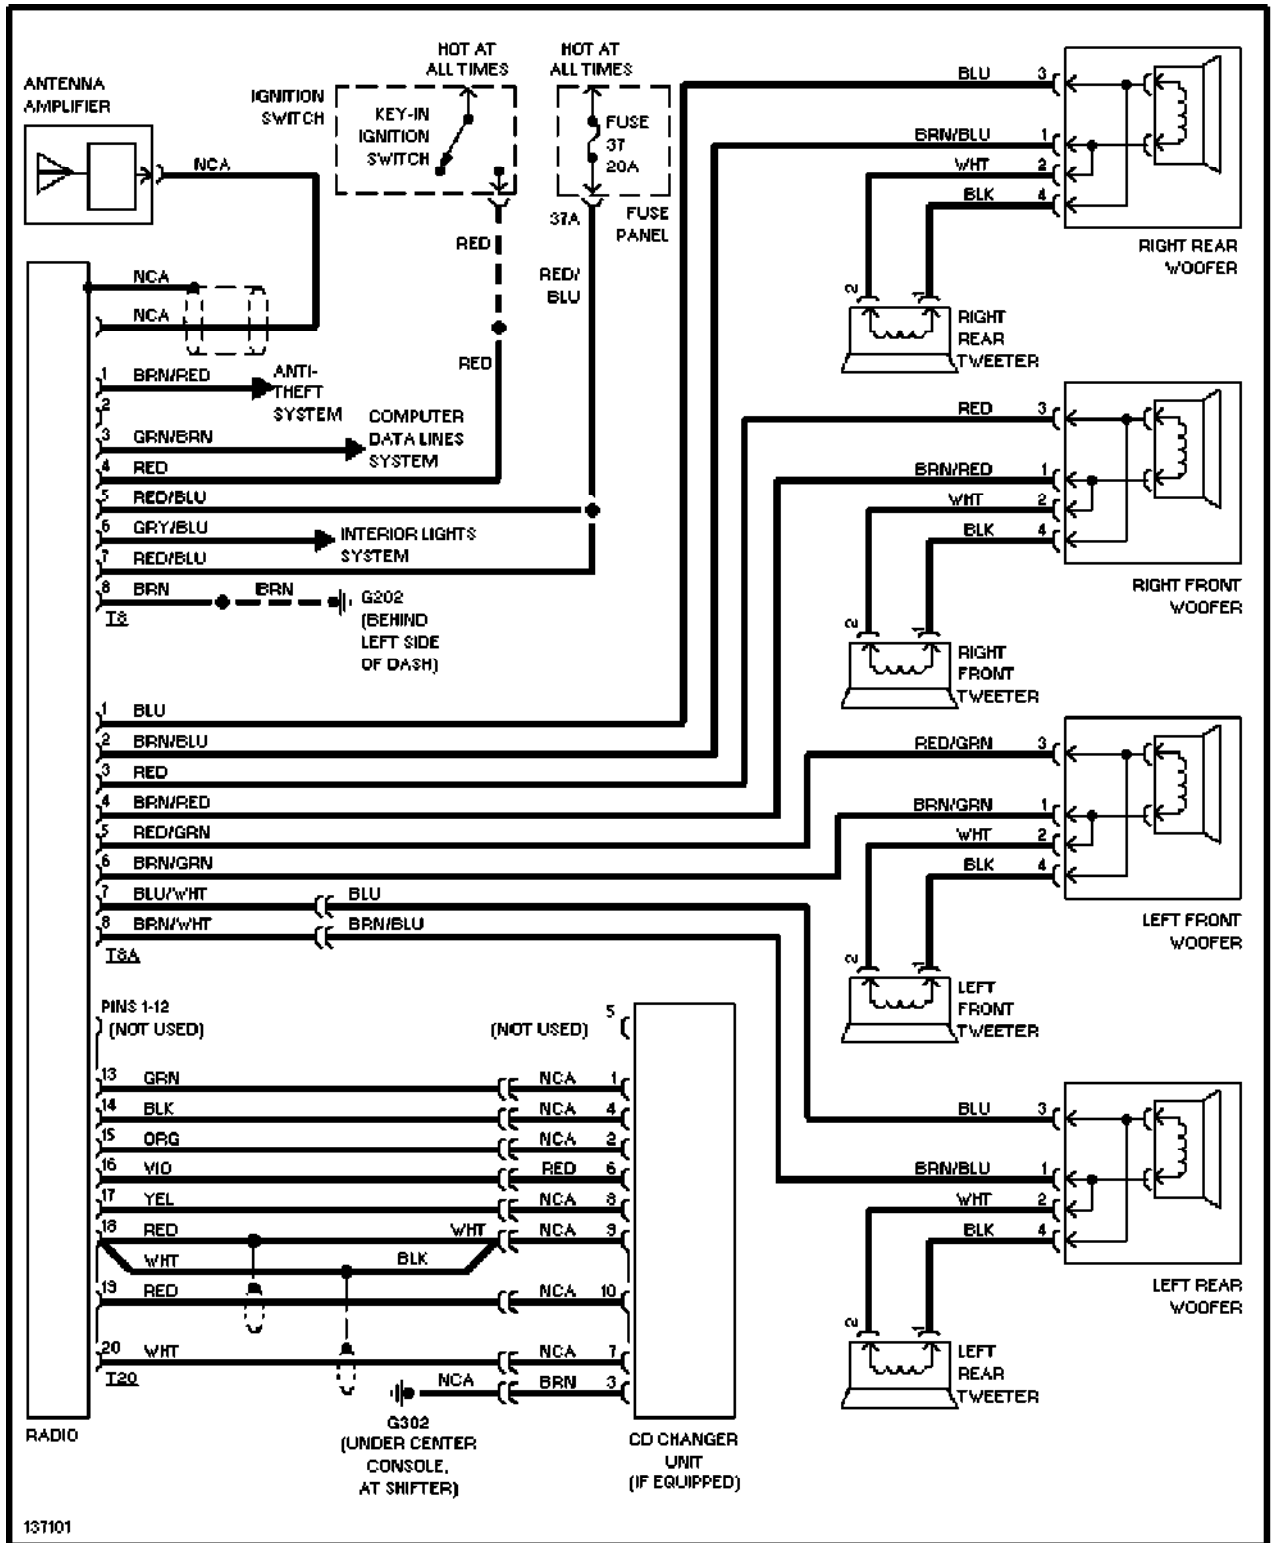 HOT AT
ALL TIMES
HOT AT
ALL TIMES
ANTENNA
AMPLIFIER
IGNITION
SWITCH
KEY-IN
IGNITION
SWITCH
FUSE
37
20A
NCA
37A
FUSE
PANEL
RED
RED/
BLU
RED
NCA
NCA
1 BRN/RED
ANTI-
THEFT
SYSTEM
2
3 GRN/BRN
COMPUTER
DATA LINES
SYSTEM
4 RED
5 RED/BLU
6 GRY/BLU
INTERIOR LIGHTS
SYSTEM
7 RED/BLU
8 BRN BRN
T8
G202
(BEHIND
LEFT SIDE
OF DASH)
1 BLU
2 BRN/BLU
3 RED
4 BRN/RED
5 RED/GRN
6 BRN/GRN
7 BLU/WHT BLU
8 BRN/WHT BRN/BLU
T8A
PINS 1-12
(NOT USED)
(NOT USED) 5
13 GRN NCA 1
14 BLK NCA 4
15 ORG NCA 2
16 VIO RED 6
17 YEL NCA 8
18 RED WHT NCA 9
WHT BLK
19 RED NCA 10
20 WHT NCA 7
T20
NCA BRN 3
G302
(UNDER CENTER
CONSOLE,
AT SHIFTER)
RADIO
CD CHANGER
UNIT
(IF EQUIPPED)
BLU 3
BRN/BLU 1
WHT 2
BLK 4
RIGHT REAR
WOOFER
2 1
RIGHT
REAR
TWEETER
RED 3
BRN/RED 1
WHT 2
BLK 4
RIGHT FRONT
WOOFER
2 1
RIGHT
FRONT
TWEETER
RED/GRN 3
BRN/GRN 1
WHT 2
BLK 4
LEFT FRONT
WOOFER
2 1
LEFT
FRONT
TWEETER
BLU 3
BRN/BLU 1
WHT 2
BLK 4
LEFT REAR
WOOFER
2 1
LEFT
REAR
TWEETER
137101